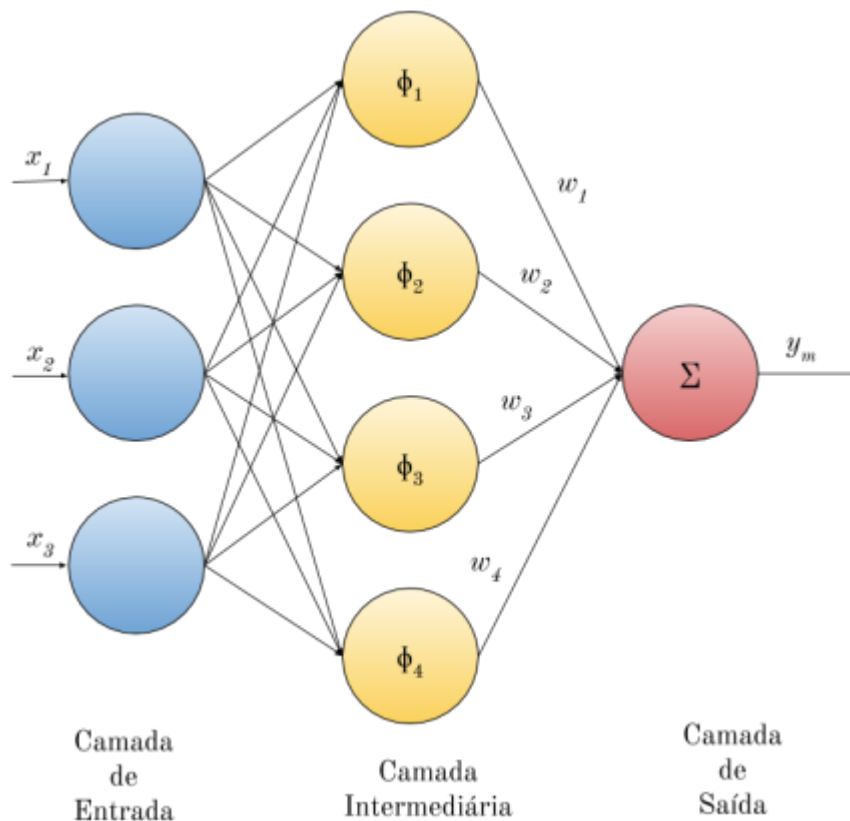 ϕ₁
x₁
w₁
ϕ₂
w₂
x₂
Σ
yₘ
w₃
ϕ₃
x₃
w₄
ϕ₄
Camada
de
Entrada
Camada
Intermediária
Camada
de
Saída